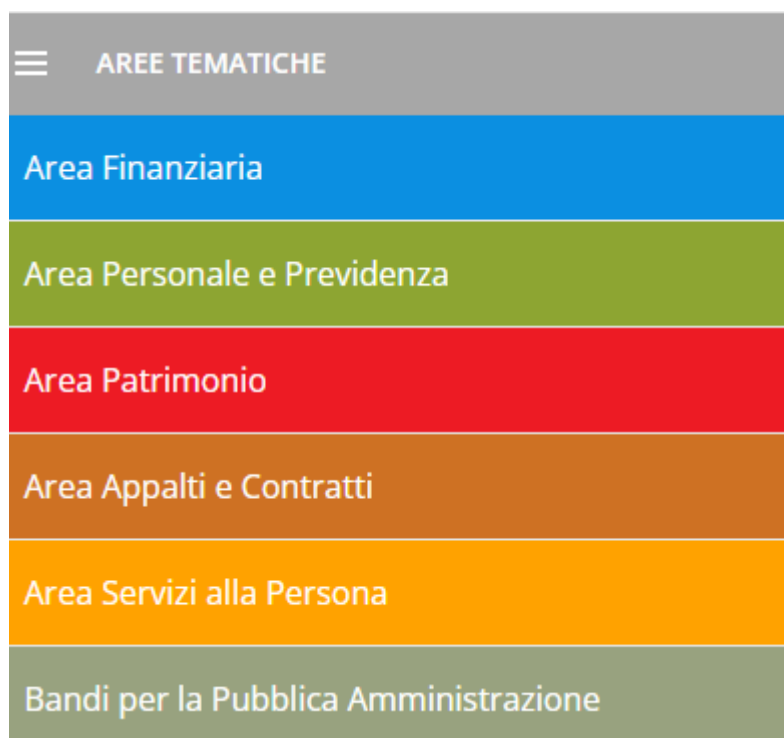 AREE TEMATICHE
Area Finanziaria
Area Personale e Previdenza
Area Patrimonio
Area Appalti e Contratti
Area Servizi alla Persona
Bandi per la Pubblica Amministrazione